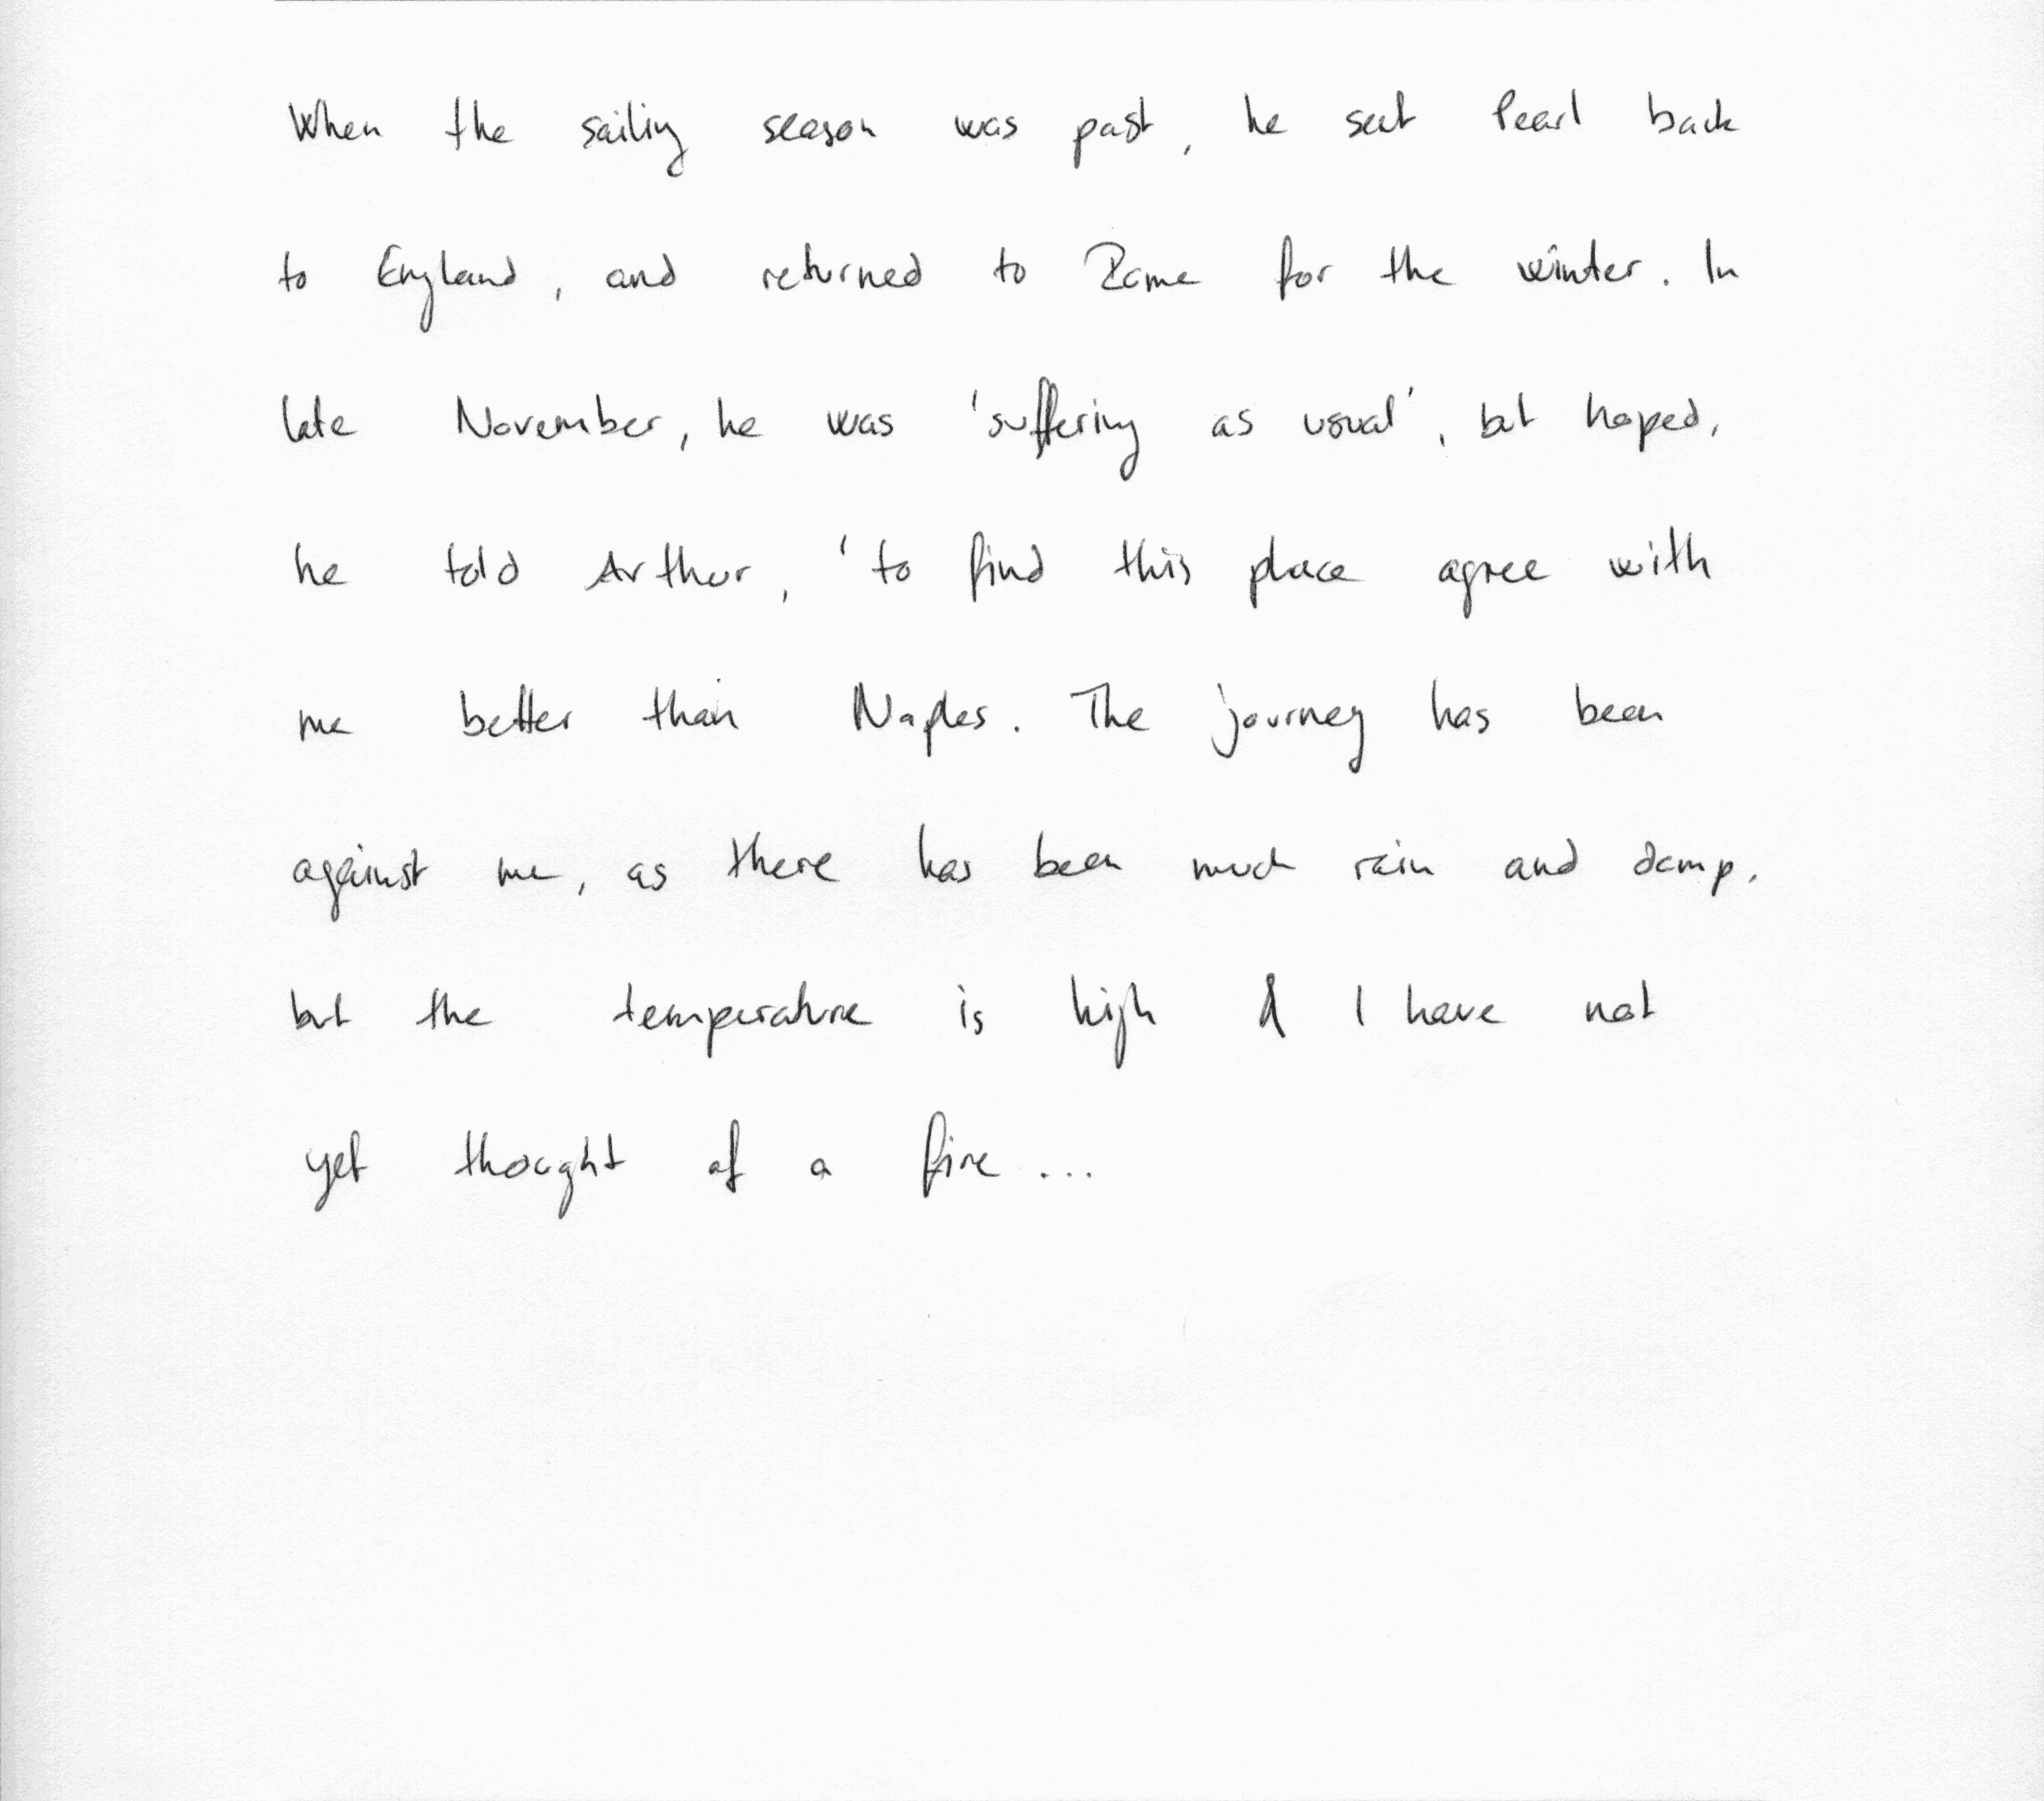 When the sailing season was past, he sent Pearl back
to England, and returned to Rome for the winter. In
late November, he was 'suffering as usual', but hoped,
he told Arthur, 'to find this place agree with
me better than Naples. The journey has been
against me, as there has been much rain and damp,
but the temperature is high & I have not
yet thought of a fire...